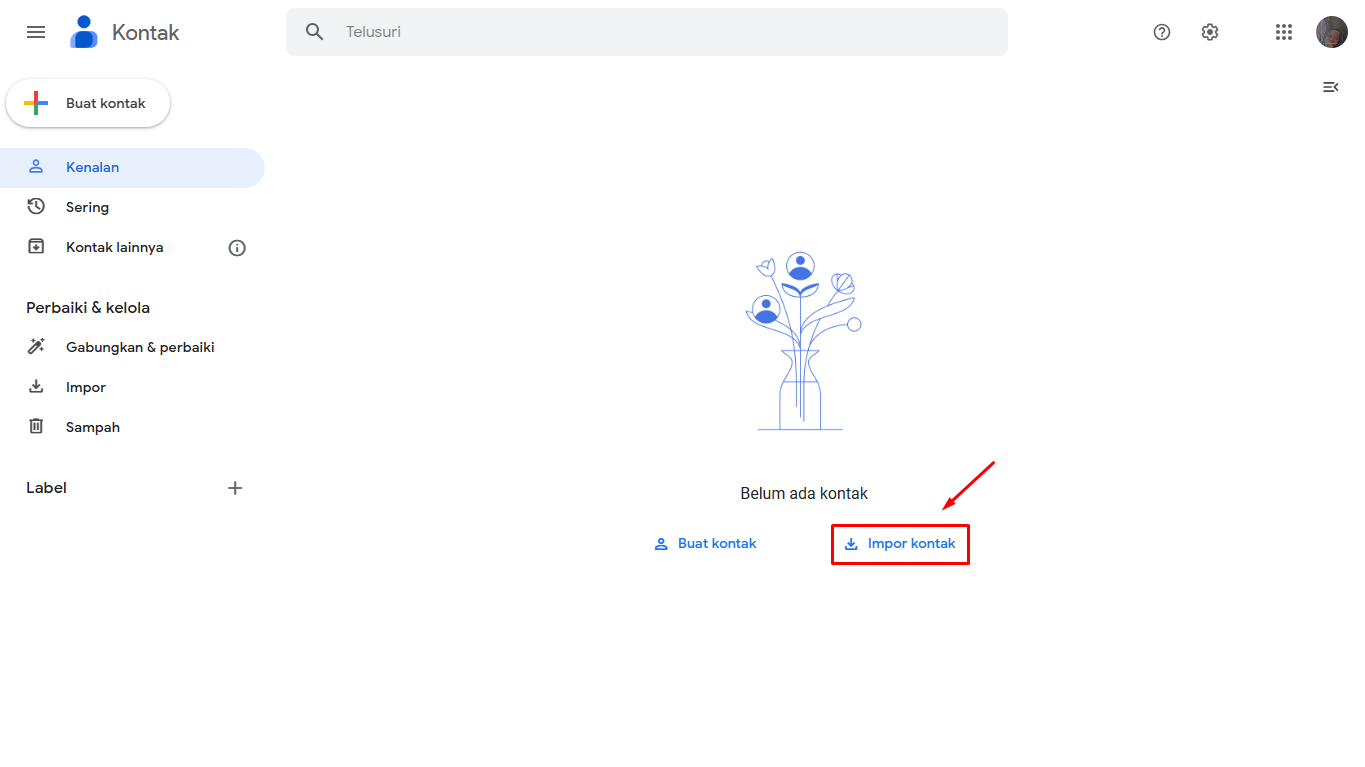 Kontak
Telusuri
Buat kontak
Kenalan
Sering
Kontak lainnya
Perbaiki & kelola
Gabungkan & perbaiki
Impor
Sampah
Label
Belum ada kontak
Buat kontak
Impor kontak